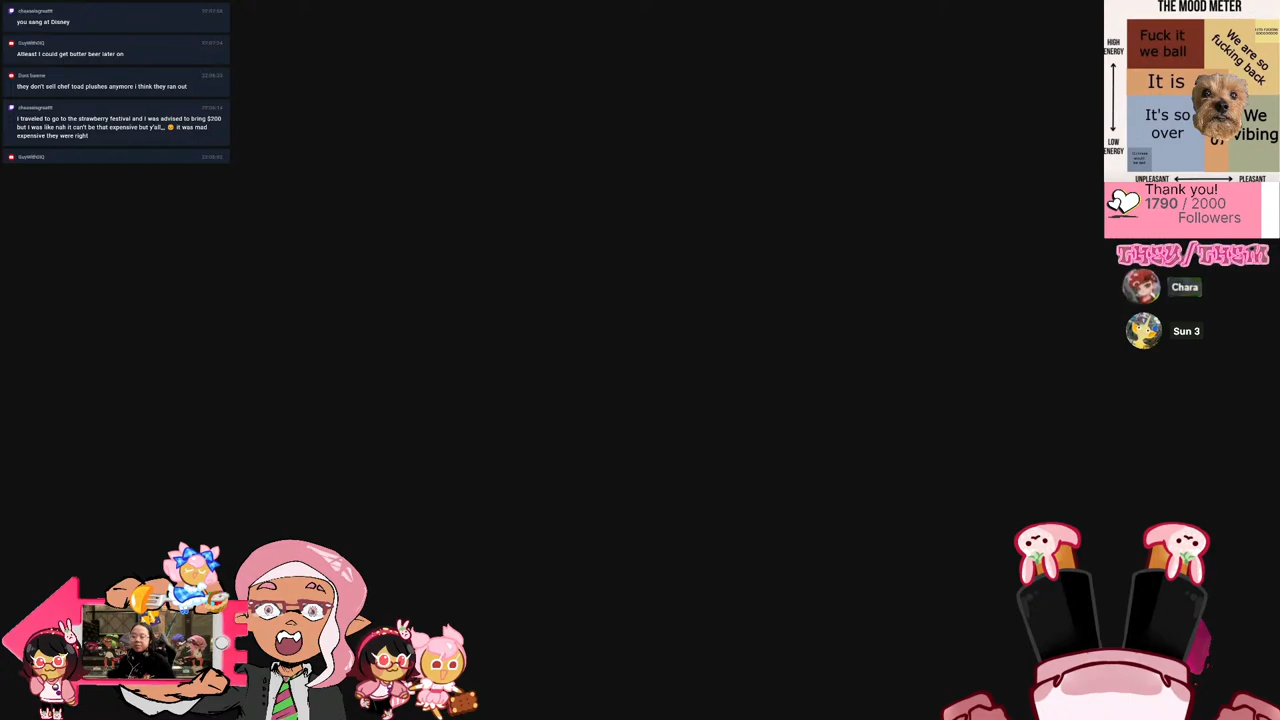 cheeseisgreattt
you sang at Disney
GuyWithIQ
Atleast I could get butter beer later on
they don't sell chef toad plushes anymore i think they ran out
cheeseisgreattt
I traveled to go to the strawberry festival and I was advised to bring $200
but I was like nah it can't be that expensive but y'all,,, 😭 it was mad
expensive they were right
GuyWithIQ
THE MOOD METER
HIGH
ENERGY
LOW
ENERGY
Fuck it
we ball
We are so
fucking back
It is
It's so
over
We
vibing
UNPLEASANT
PLEASANT
Thank you!
1790 / 2000
Followers
THEY/THEM
Chara
Sun 3